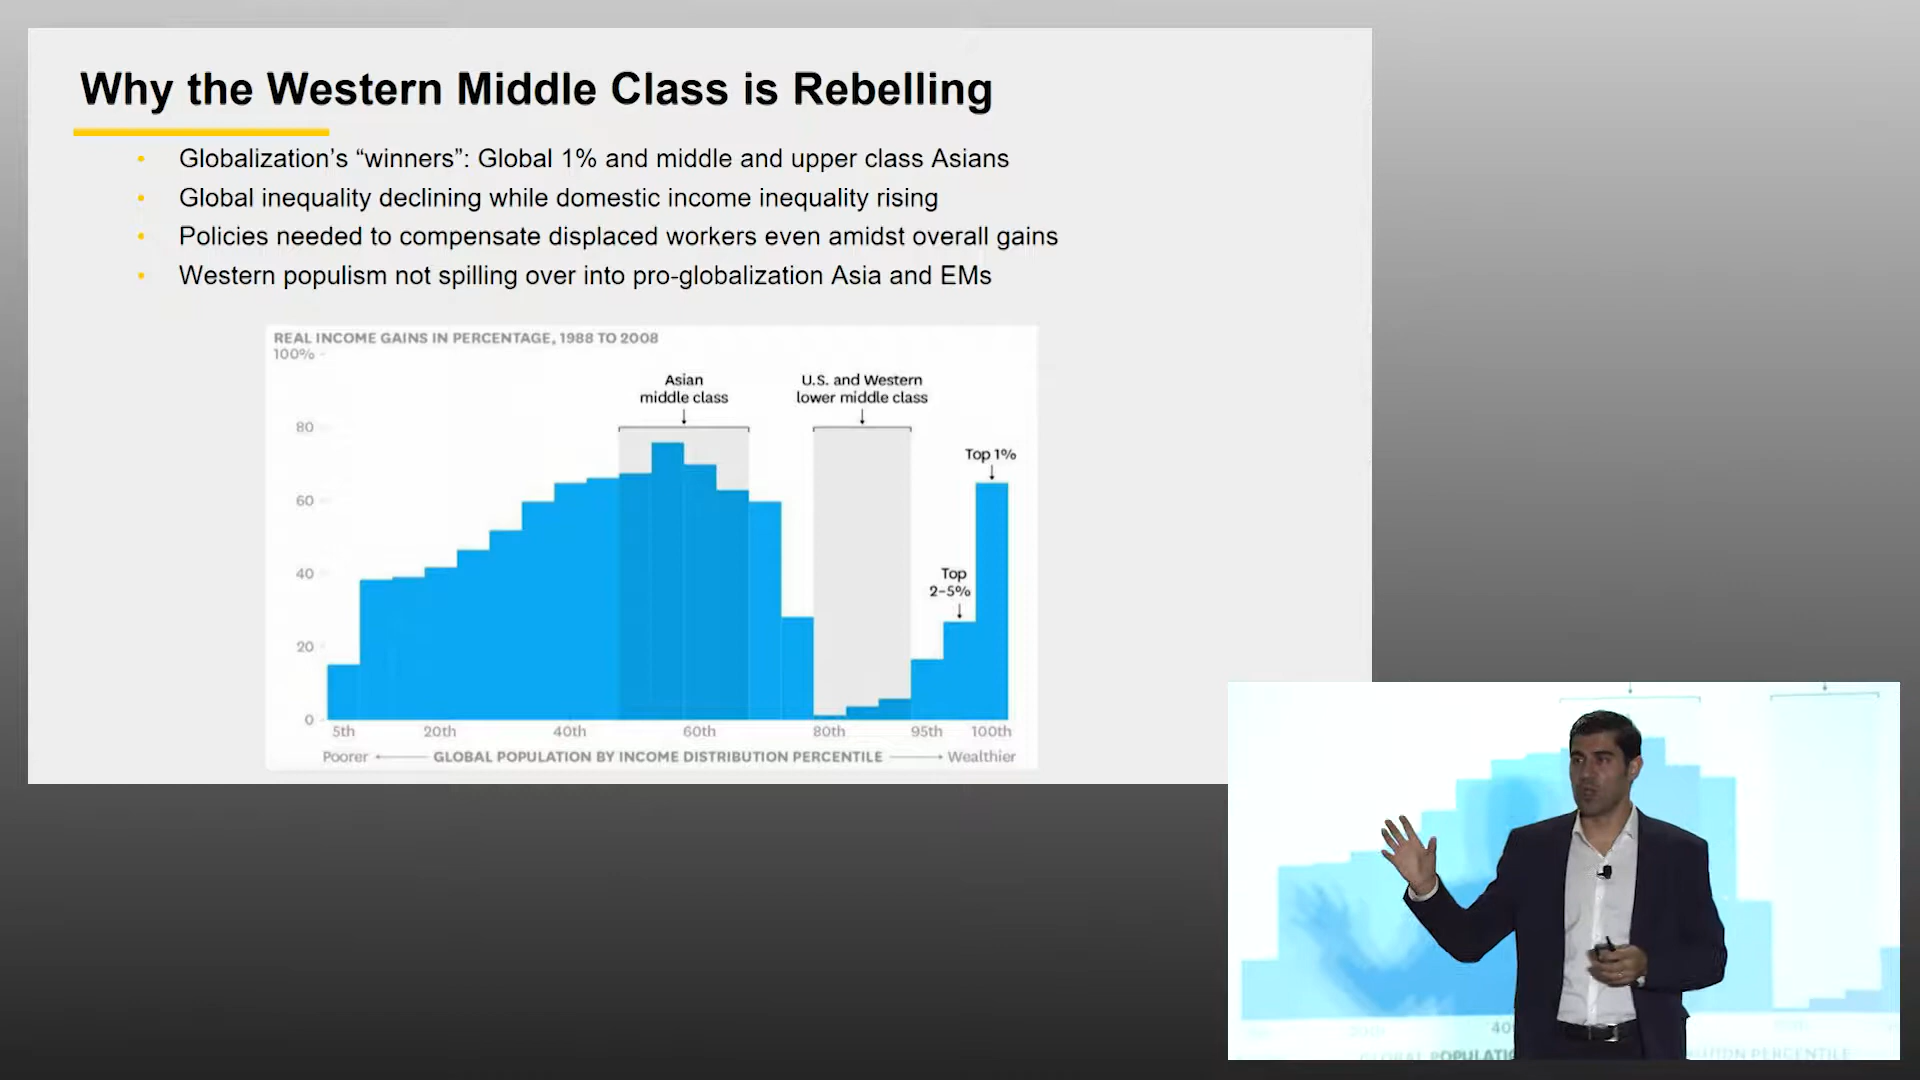 Why the Western Middle Class is Rebelling
• Globalization’s “winners”: Global 1% and middle and upper class Asians
• Global inequality declining while domestic income inequality rising
• Policies needed to compensate displaced workers even amidst overall gains
• Western populism not spilling over into pro-globalization Asia and EMs
REAL INCOME GAINS IN PERCENTAGE, 1988 TO 2008
100%
Asian
middle class
U.S. and Western
lower middle class
80
Top 1%
60
40
Top
2–5%
20
0
5th 20th 40th 60th 80th 95th 100th
Poorer GLOBAL POPULATION BY INCOME DISTRIBUTION PERCENTILE Wealthier
GLOBAL PERCENTILE